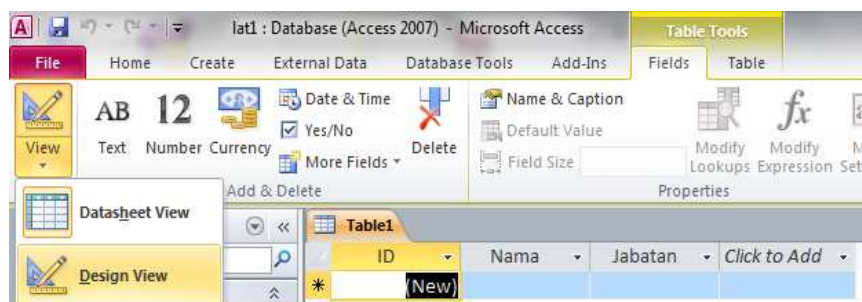 lat1 : Database (Access 2007) - Microsoft Access
Table Tools
File Home Create External Data Database Tools Add-Ins Fields Table
View
AB Text
12 Number
Currency
Date & Time
Yes/No
More Fields
Delete
Name & Caption
Default Value
Field Size
Modify Lookups
fx Modify Expression
Add & Delete
Properties
Datasheet View
Design View
Table1
ID Nama Jabatan Click to Add
* (New)